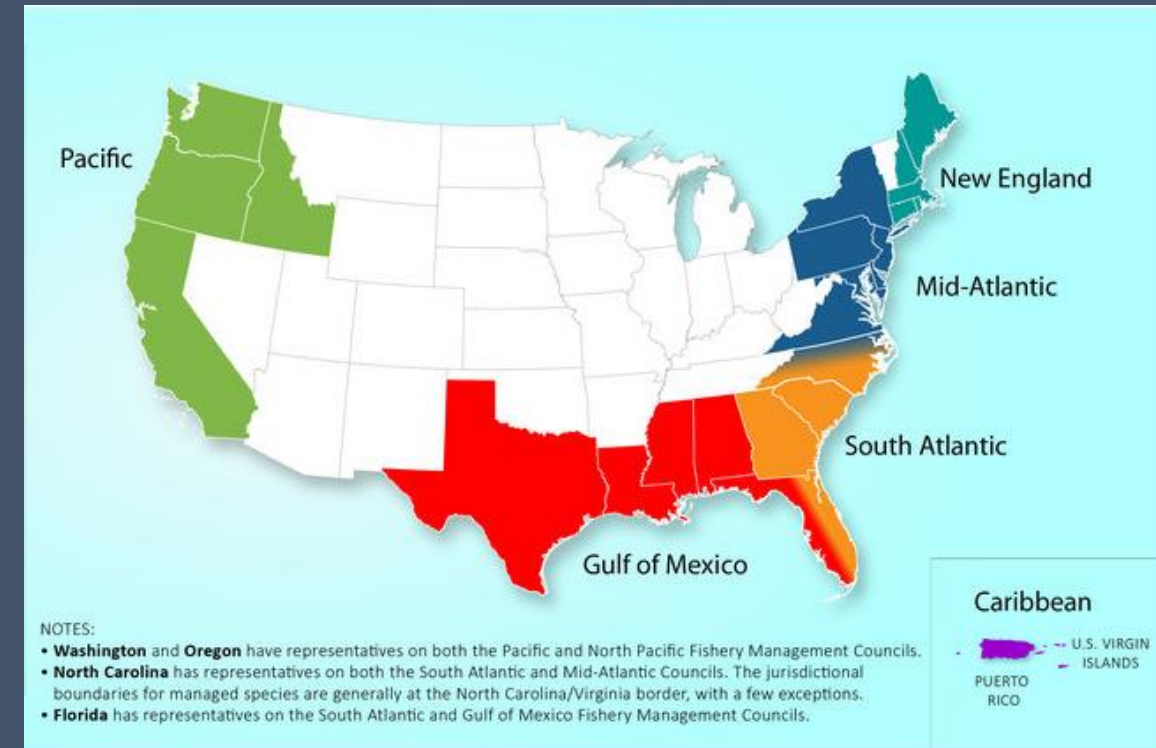 Pacific
New England
Mid-Atlantic
South Atlantic
Gulf of Mexico
Caribbean
U.S. VIRGIN
ISLANDS
PUERTO
RICO
NOTES:
• Washington and Oregon have representatives on both the Pacific and North Pacific Fishery Management Councils.
• North Carolina has representatives on both the South Atlantic and Mid-Atlantic Councils. The jurisdictional
boundaries for managed species are generally at the North Carolina/Virginia border, with a few exceptions.
• Florida has representatives on the South Atlantic and Gulf of Mexico Fishery Management Councils.